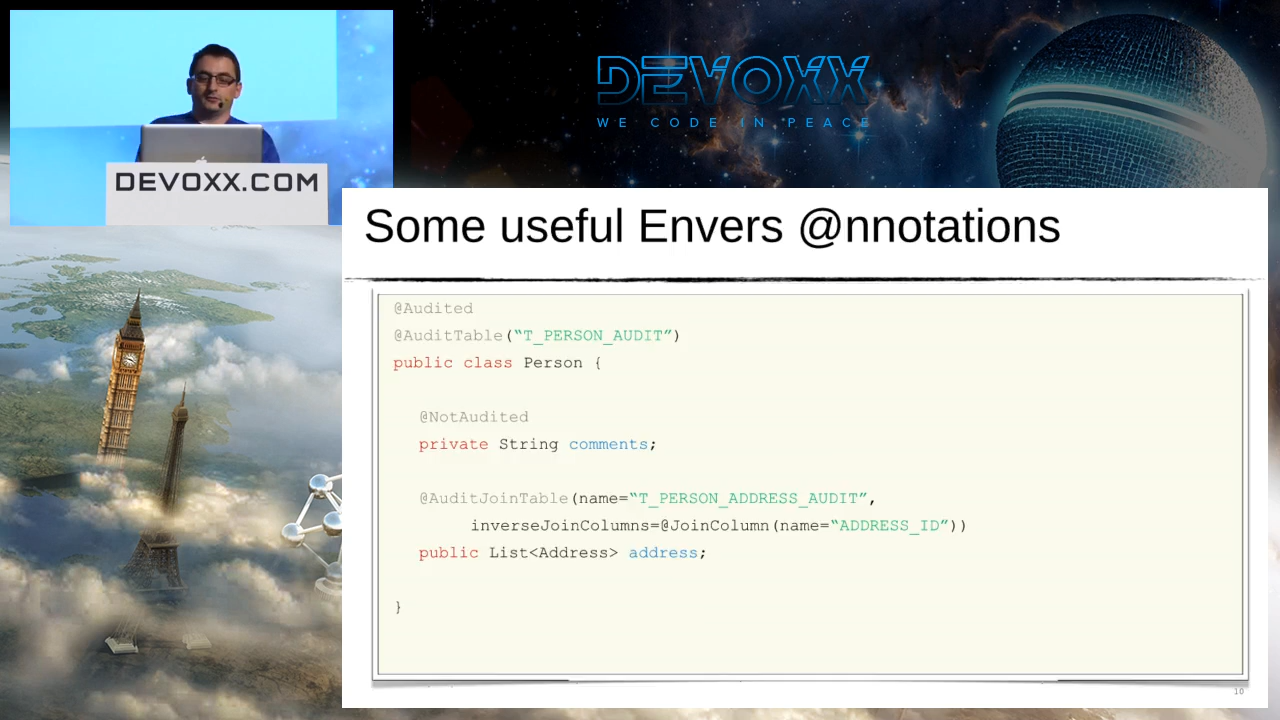 DEVOXX
WE CODE IN PEACE
DEVOXX.COM
Some useful Envers @nnotations
@Audited
@AuditTable(“T_PERSON_AUDIT”)
public class Person {
@NotAudited
private String comments;
@AuditJoinTable(name=“T_PERSON_ADDRESS_AUDIT”,
inverseJoinColumns=@JoinColumn(name=“ADDRESS_ID”))
public List<Address> address;
}
10